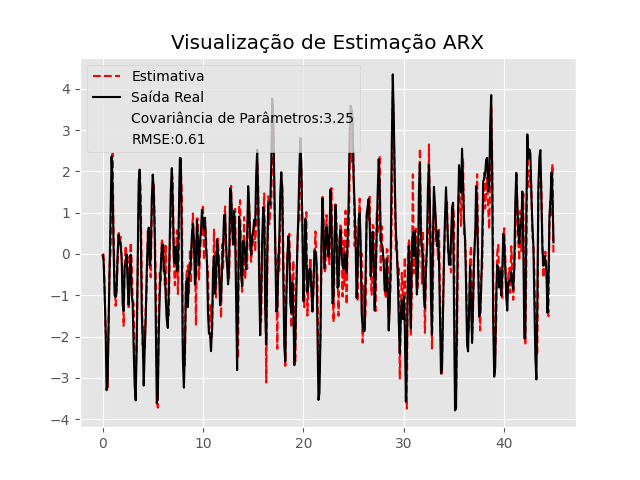 Visualização de Estimação ARX
Estimativa
Saída Real
Covariância de Parâmetros:3.25
RMSE:0.61
4
3
2
1
0
−1
−2
−3
−4
0 10 20 30 40